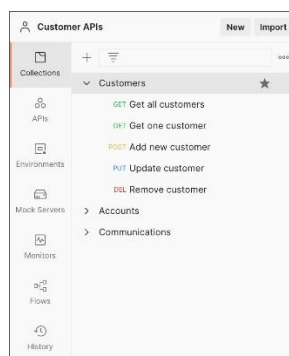 Customer APIs New Import
Collections
APIs
Environments
Mock Servers
Monitors
Flows
History
Customers
GET Get all customers
GET Get one customer
POST Add new customer
PUT Update customer
DEL Remove customer
Accounts
Communications